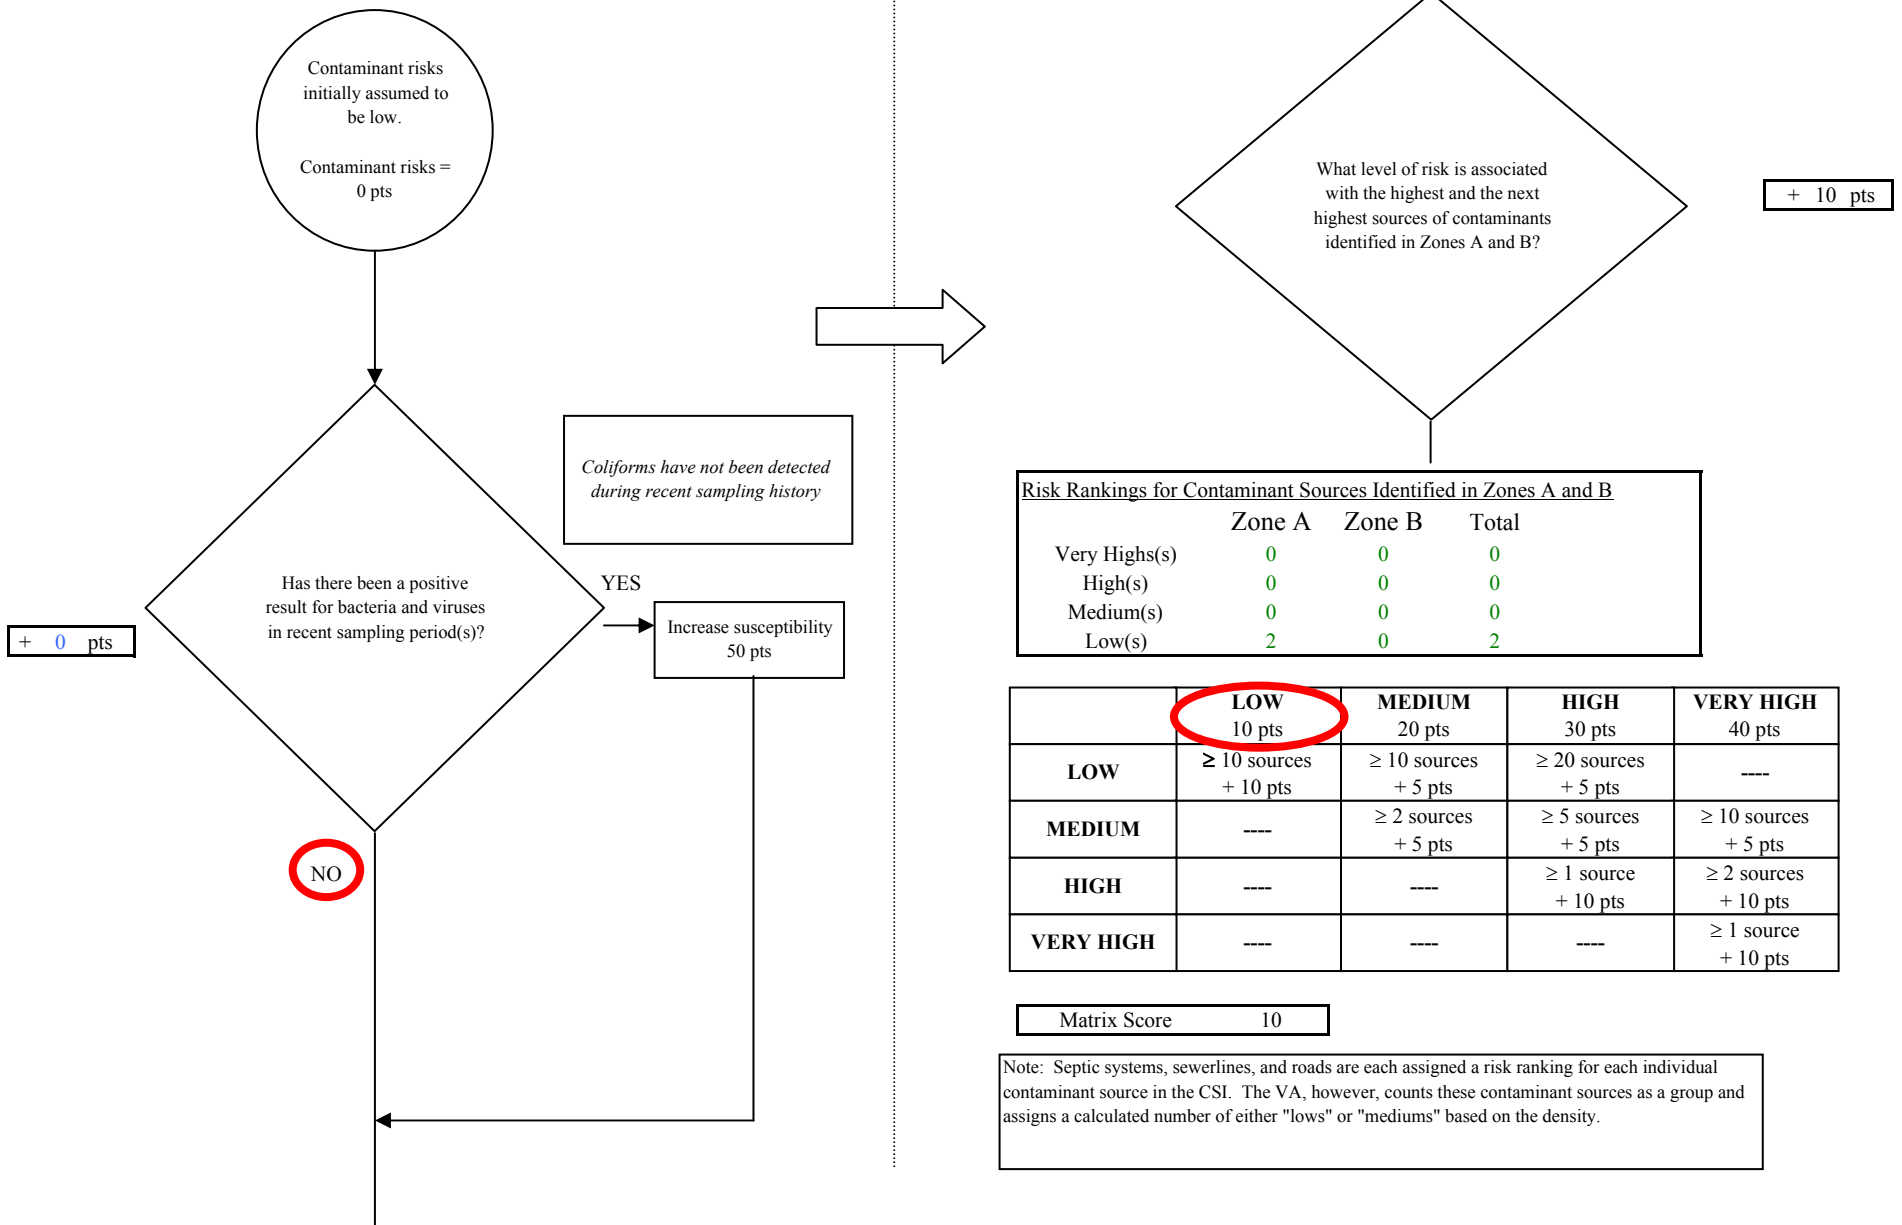 Contaminant risks
initially assumed to
be low.
Contaminant risks =
0 pts
Has there been a positive
result for bacteria and viruses
in recent sampling period(s)?
+ 0 pts
Coliforms have not been detected
during recent sampling history
YES
Increase susceptibility
50 pts
NO
What level of risk is associated
with the highest and the next
highest sources of contaminants
identified in Zones A and B?
+ 10 pts
Risk Rankings for Contaminant Sources Identified in Zones A and B
Zone A Zone B Total
Very Highs(s) 0 0 0
High(s) 0 0 0
Medium(s) 0 0 0
Low(s) 2 0 2
LOW MEDIUM HIGH VERY HIGH
10 pts 20 pts 30 pts 40 pts
LOW ≥ 10 sources ≥ 10 sources ≥ 20 sources ----
+ 10 pts + 5 pts + 5 pts
MEDIUM ---- ≥ 2 sources ≥ 5 sources ≥ 10 sources
+ 5 pts + 5 pts + 5 pts
HIGH ---- ---- ≥ 1 source ≥ 2 sources
+ 10 pts + 10 pts
VERY HIGH ---- ---- ---- ≥ 1 source
+ 10 pts
Matrix Score 10
Note: Septic systems, sewerlines, and roads are each assigned a risk ranking for each individual
contaminant source in the CSI. The VA, however, counts these contaminant sources as a group and
assigns a calculated number of either "lows" or "mediums" based on the density.